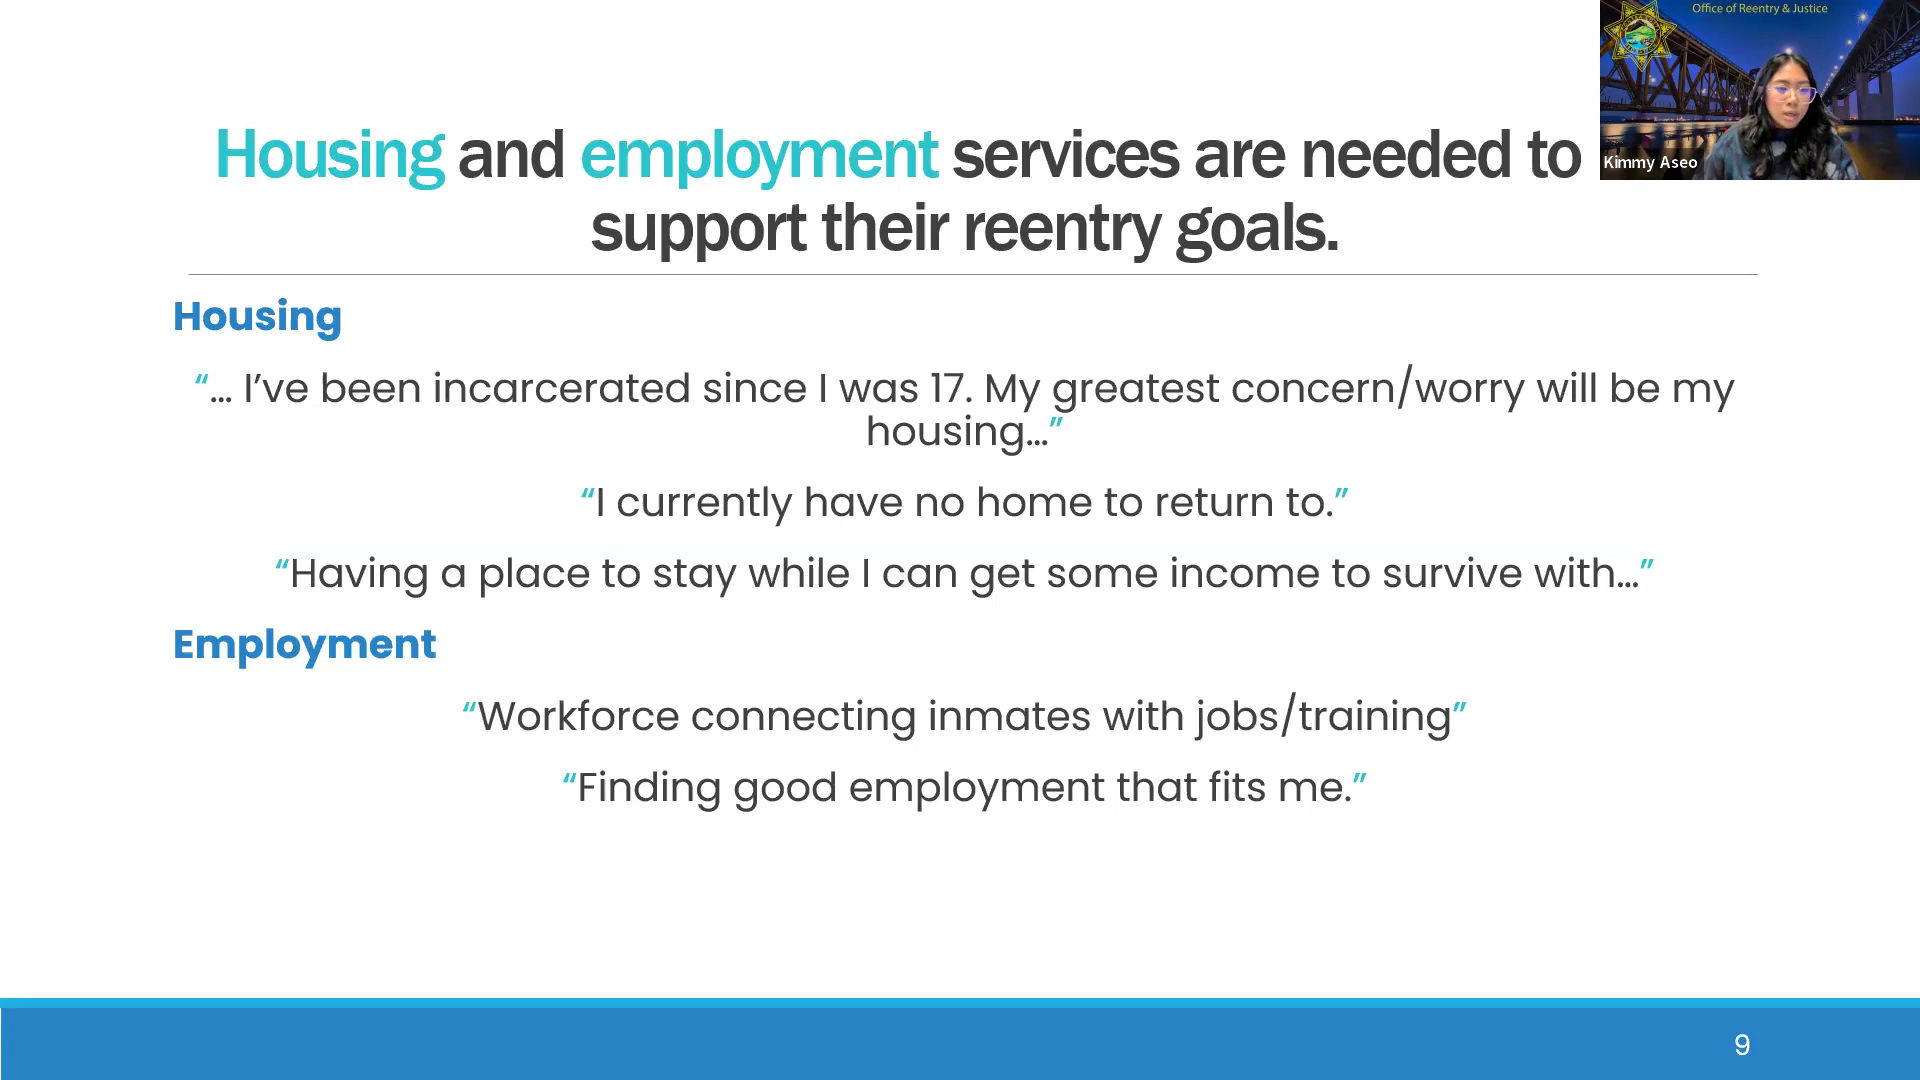 Office of Reentry & Justice
Kimmy Aseo
Housing and employment services are needed to
support their reentry goals.
Housing
“… I’ve been incarcerated since I was 17. My greatest concern/worry will be my
housing…”
“I currently have no home to return to.”
“Having a place to stay while I can get some income to survive with…”
Employment
“Workforce connecting inmates with jobs/training”
“Finding good employment that fits me.”
9